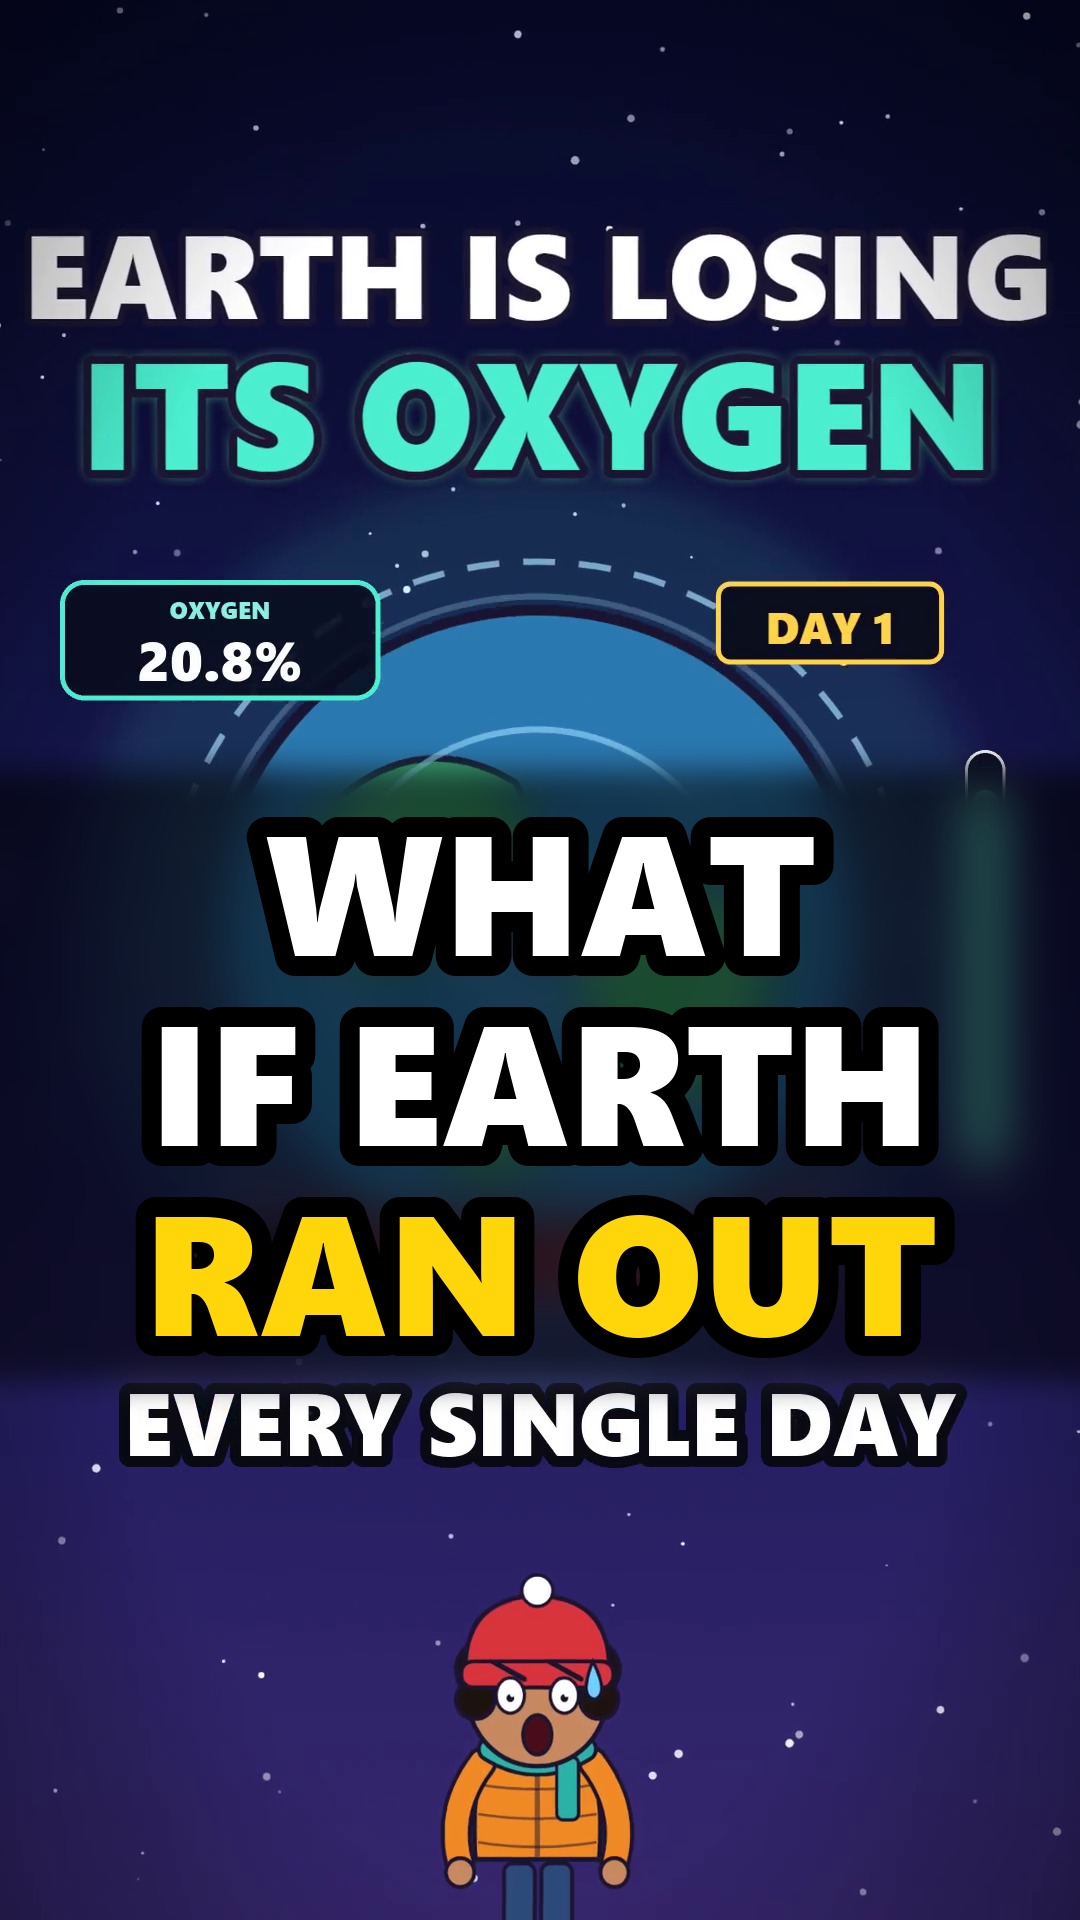 EARTH IS LOSING
ITS OXYGEN
OXYGEN
20.8%
DAY 1
WHAT
IF EARTH
RAN OUT
EVERY SINGLE DAY